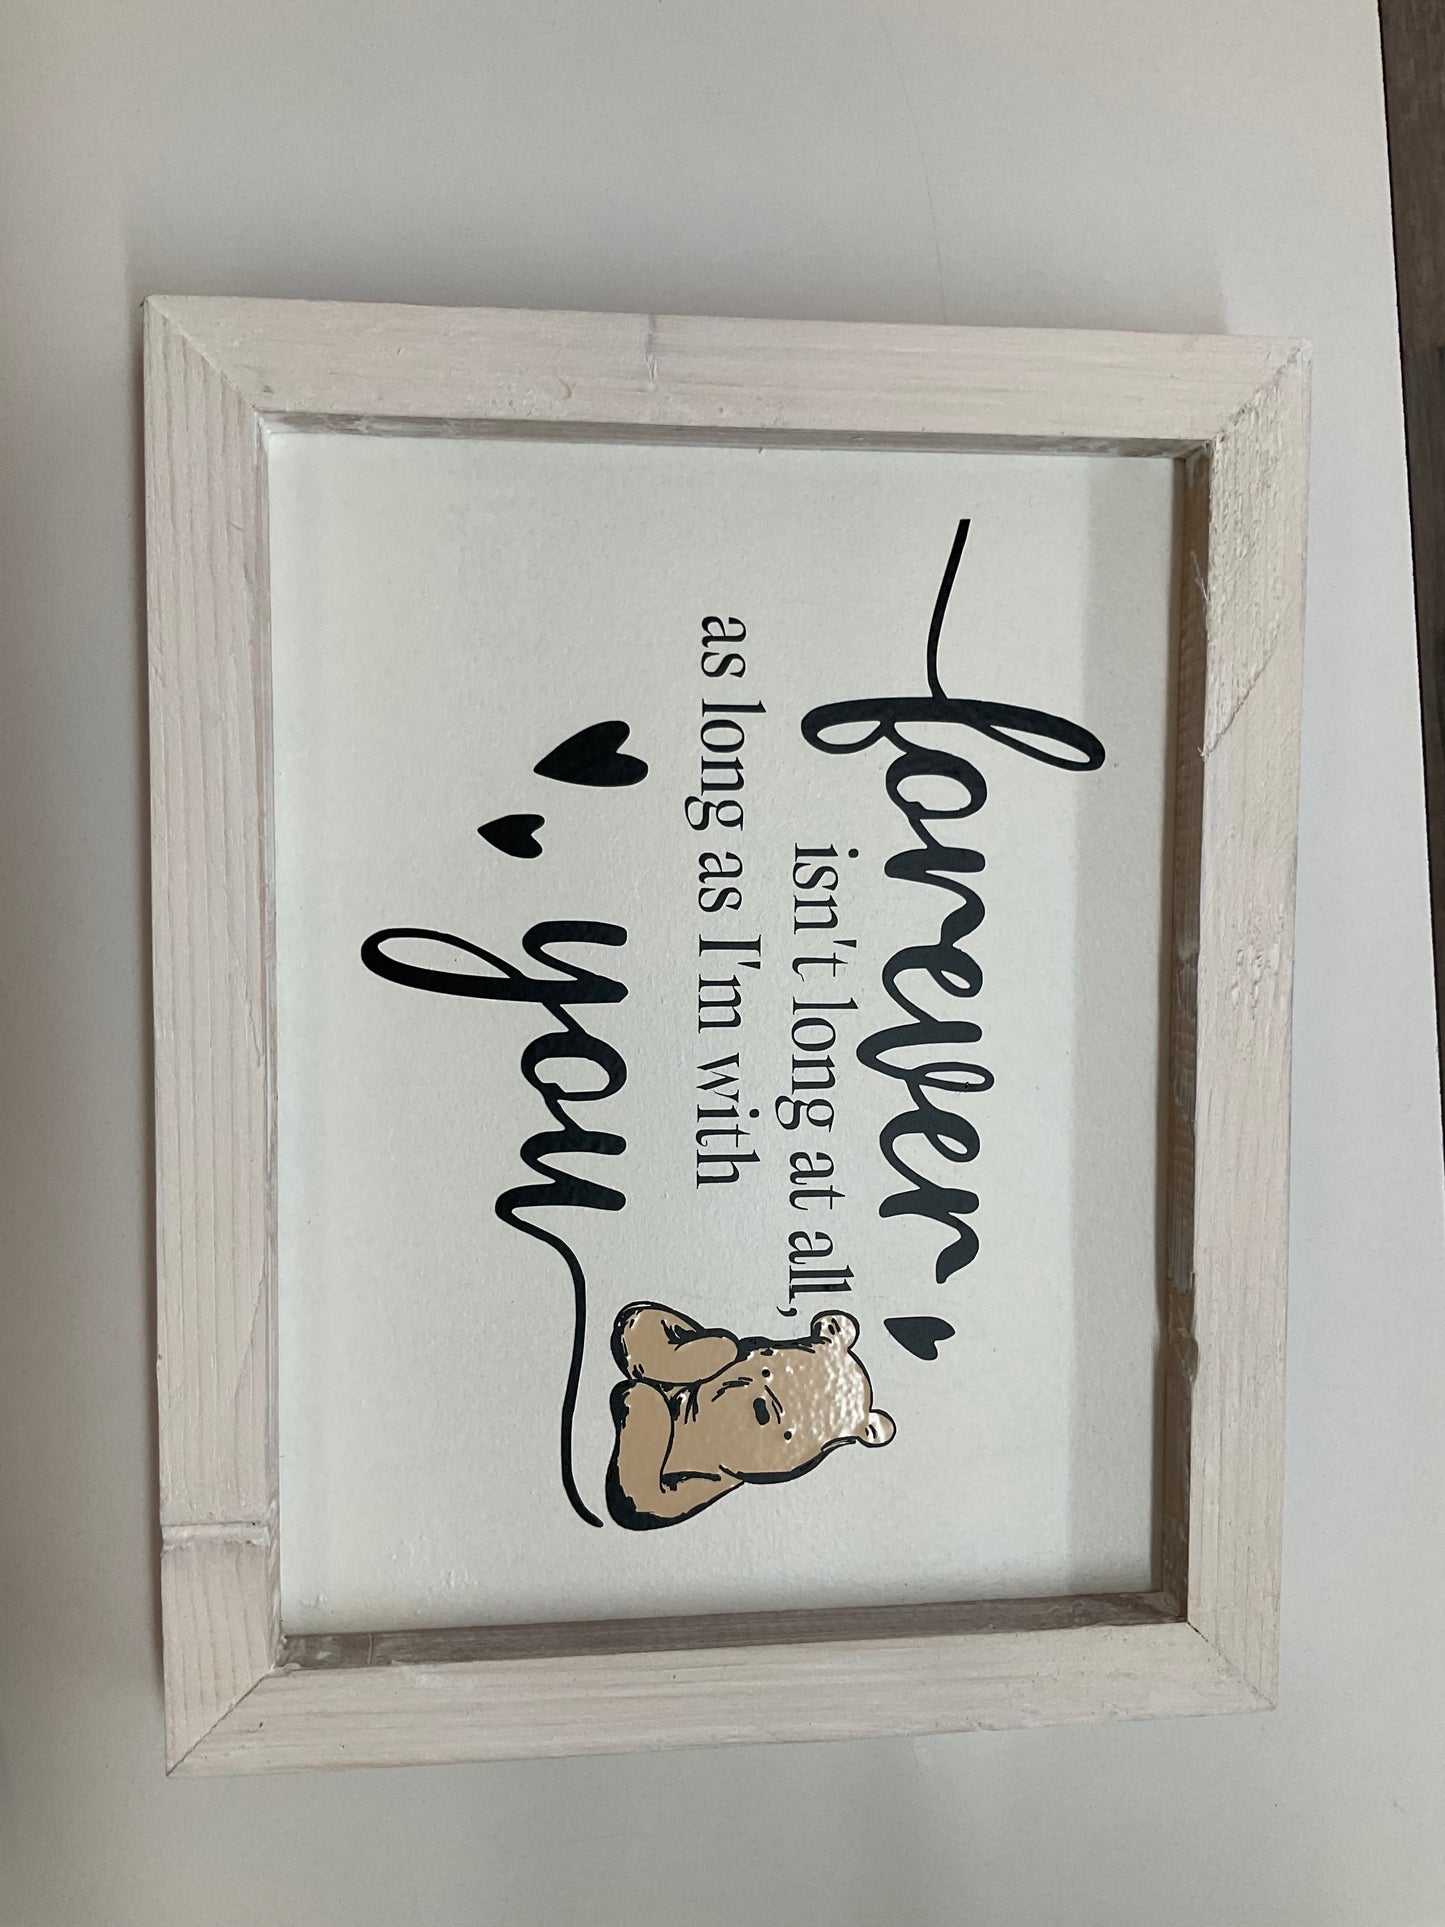 forever
isn't long at all,
as long as I'm with
you